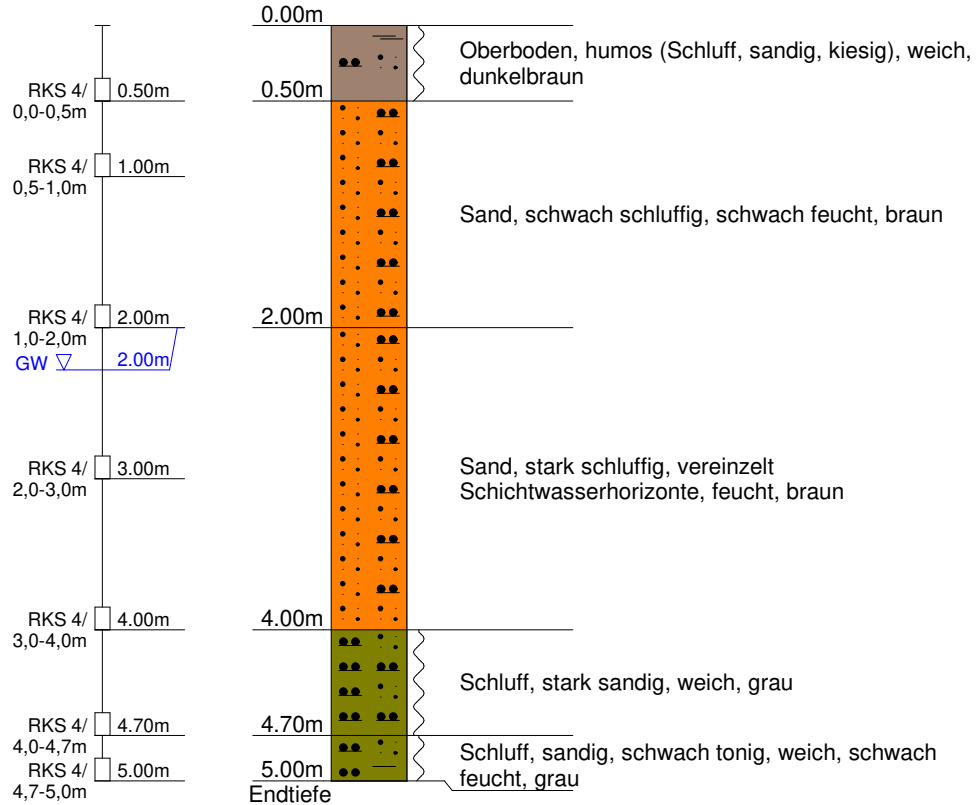 0.00m
Oberboden, humos (Schluff, sandig, kiesig), weich,
dunkelbraun
RKS 4/ 0.50m
0,0-0,5m
0.50m
RKS 4/ 1.00m
0,5-1,0m
Sand, schwach schluffig, schwach feucht, braun
RKS 4/ 2.00m
1,0-2,0m
2.00m
GW 2.00m
RKS 4/ 3.00m
2,0-3,0m
Sand, stark schluffig, vereinzelt
Schichtwasserhorizonte, feucht, braun
RKS 4/ 4.00m
3,0-4,0m
4.00m
Schluff, stark sandig, weich, grau
RKS 4/ 4.70m
4,0-4,7m
4.70m
RKS 4/ 5.00m
4,7-5,0m
5.00m
Schluff, sandig, schwach tonig, weich, schwach
feucht, grau
Endtiefe